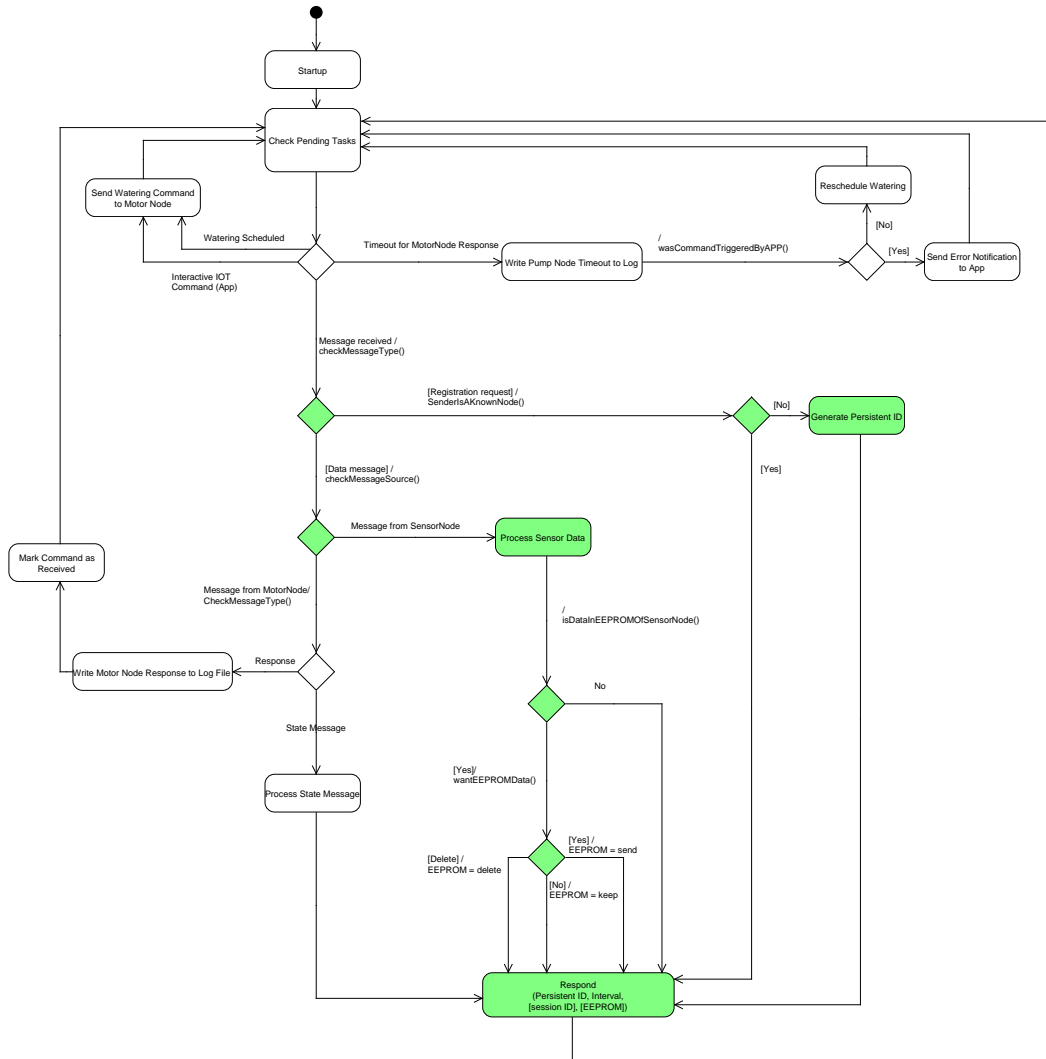 Startup
Check Pending Tasks
Send Watering Command
to Motor Node
Reschedule Watering
Watering Scheduled
Timeout for MotorNode Response
/
wasCommandTriggeredByAPP()
[No]
[Yes]
Write Pump Node Timeout to Log
Send Error Notification
to App
Interactive IOT
Command (App)
Message received /
checkMessageType()
[Registration request] /
SenderIsAKnownNode()
[No]
Generate Persistent ID
[Yes]
[Data message] /
checkMessageSource()
Message from SensorNode
Process Sensor Data
Mark Command as
Received
Message from MotorNode/
CheckMessageType()
/
isDataInEEPROMOfSensorNode()
Response
Write Motor Node Response to Log File
No
State Message
[Yes]/
wantEEPROMData()
Process State Message
[Delete] /
EEPROM = delete
[Yes] /
EEPROM = send
[No] /
EEPROM = keep
Respond
(Persistent ID, Interval,
[session ID], [EEPROM])